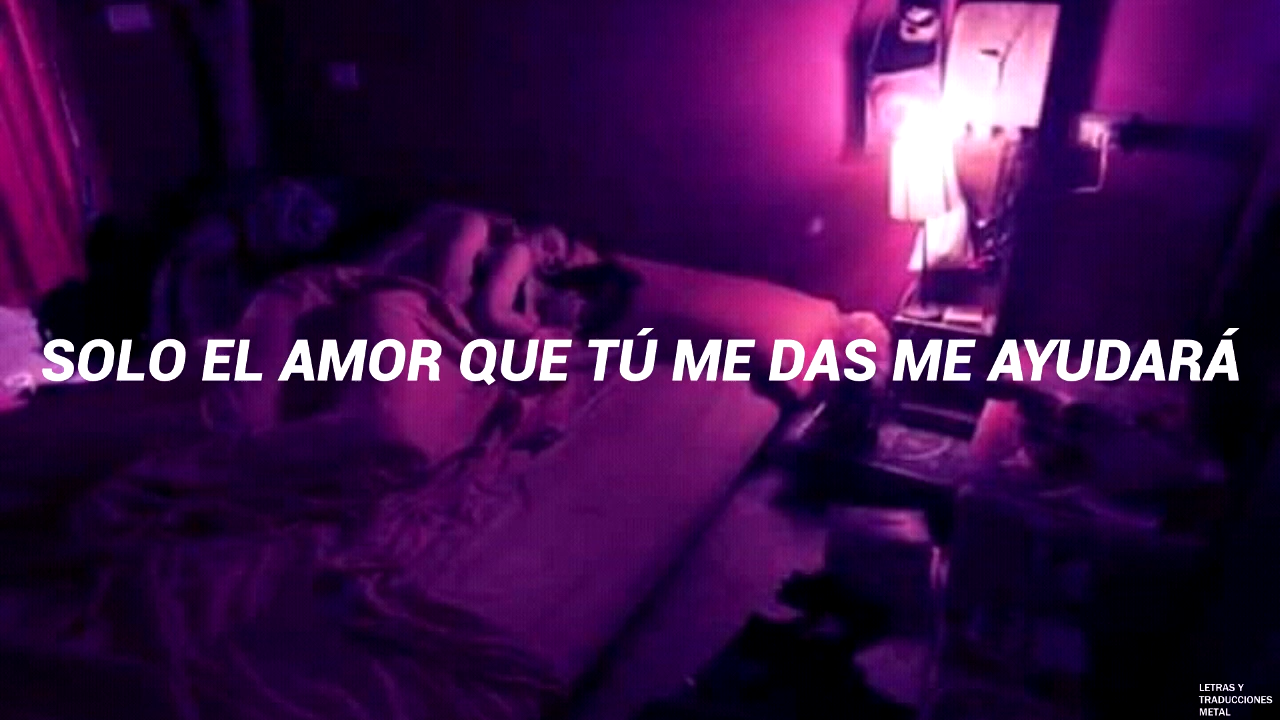 SOLO EL AMOR QUE TÚ ME DAS ME AYUDARÁ
LETRAS Y
TRADUCCIONES
METAL